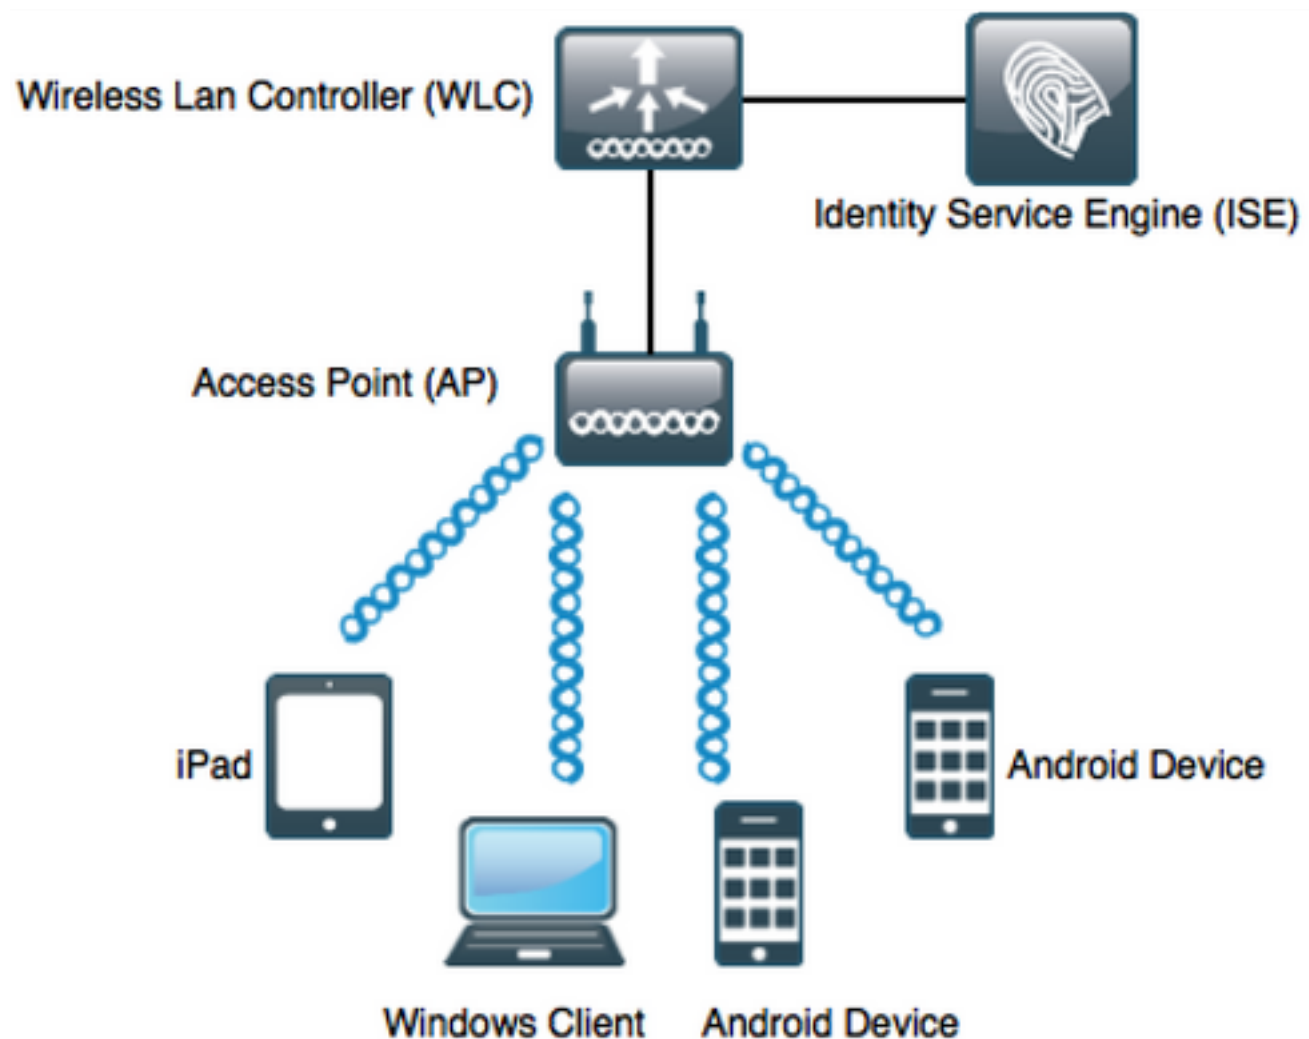 Wireless Lan Controller (WLC)
Identity Service Engine (ISE)
Access Point (AP)
iPad
Android Device
Windows Client
Android Device